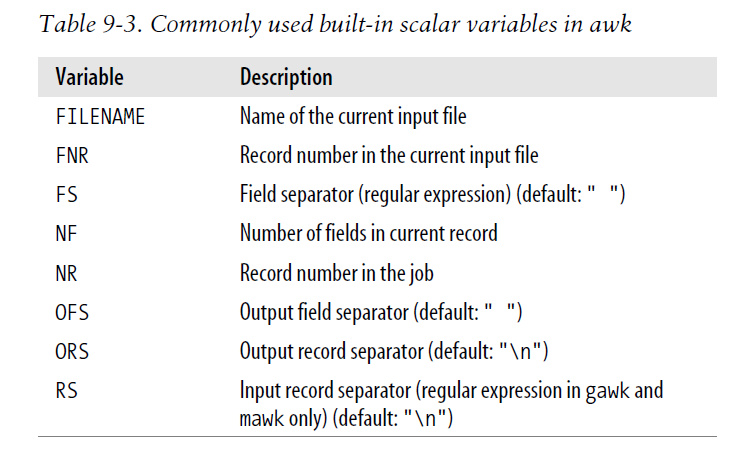 Table 9-3. Commonly used built-in scalar variables in awk
Variable Description
FILENAME Name of the current input file
FNR Record number in the current input file
FS Field separator (regular expression) (default: " ")
NF Number of fields in current record
NR Record number in the job
OFS Output field separator (default: " ")
ORS Output record separator (default: "\n")
RS Input record separator (regular expression in gawk and
mawk only) (default: "\n")